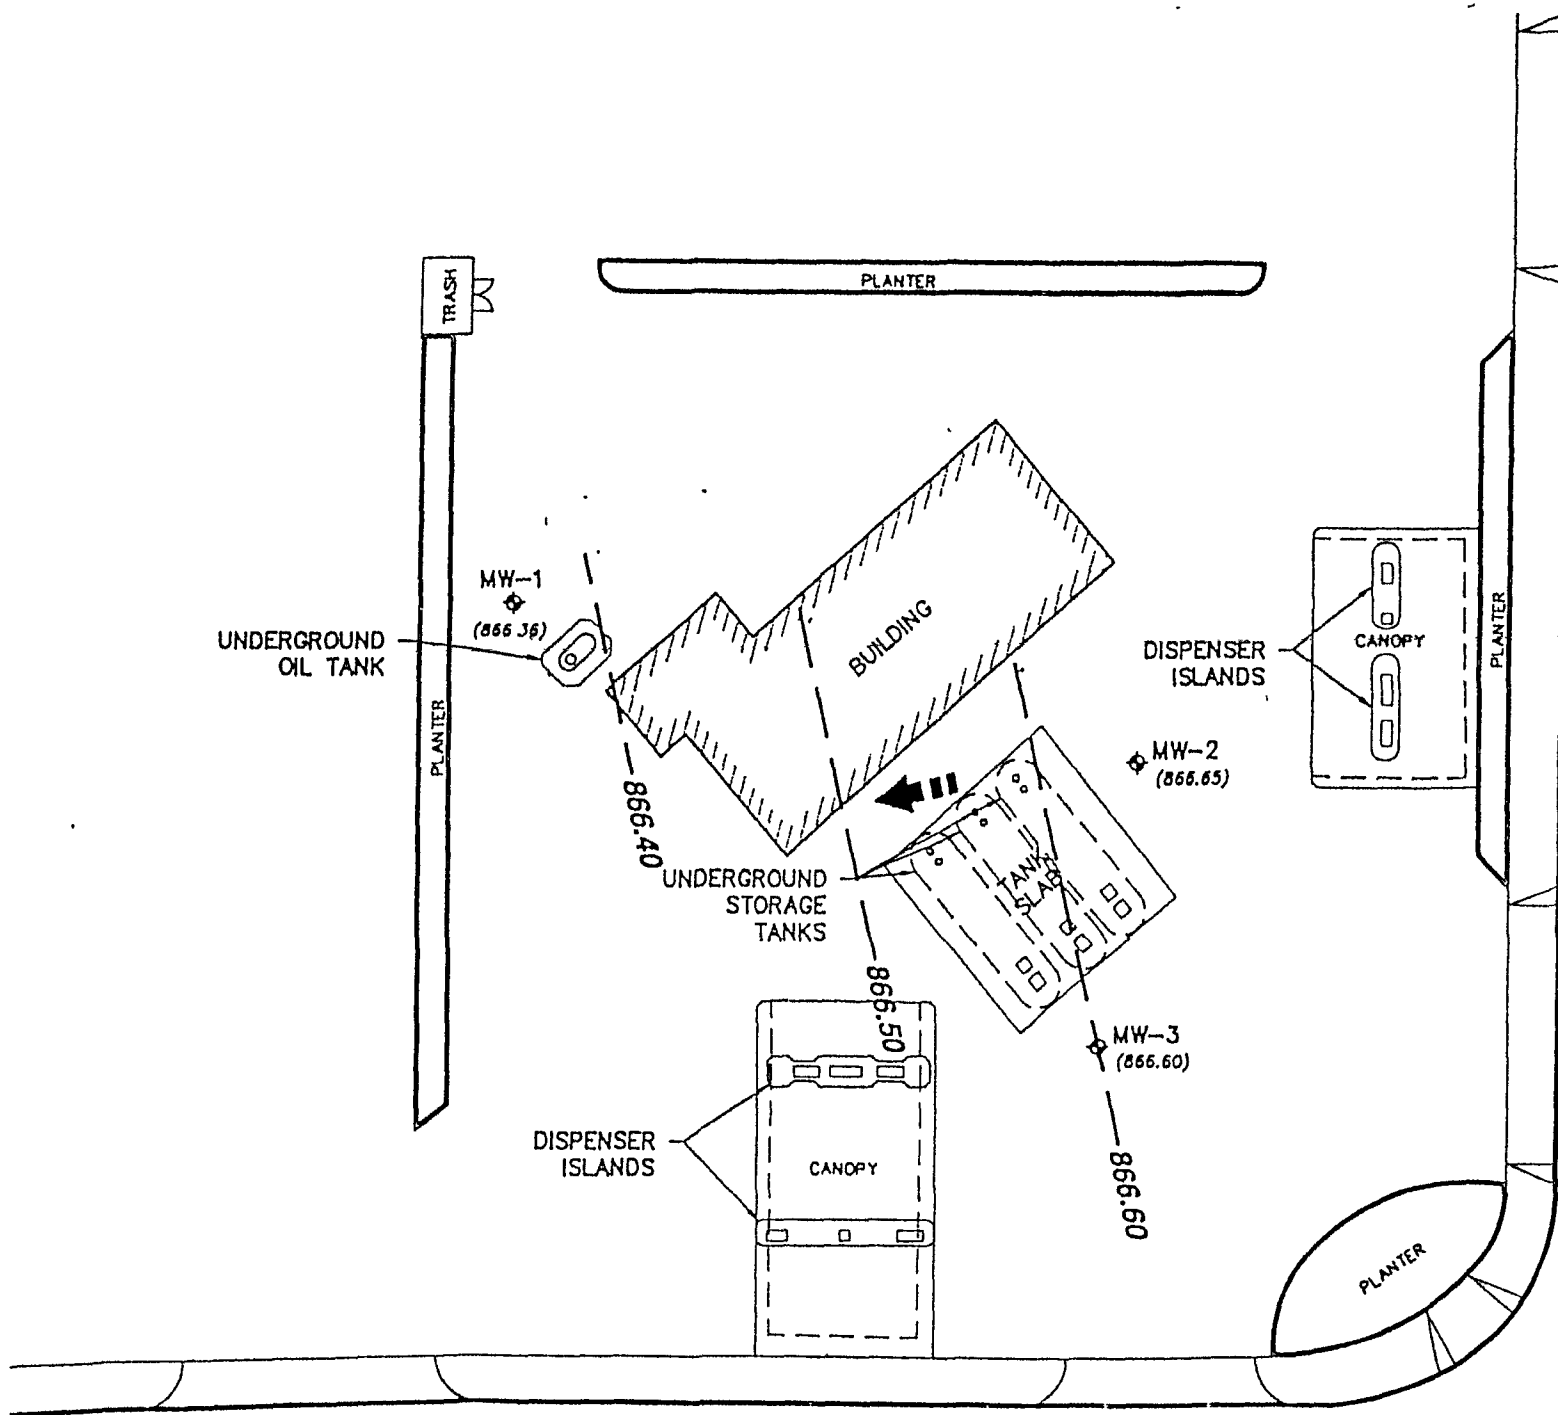 TRASH
PLANTER
MW-1
(866.36)
UNDERGROUND
OIL TANK
PLANTER
BUILDING
DISPENSER
ISLANDS
CANOPY
PLANTER
MW-2
(866.65)
866.40
UNDERGROUND
STORAGE
TANKS
TANK
SLAB
866.50
MW-3
(866.60)
DISPENSER
ISLANDS
CANOPY
866.60
PLANTER